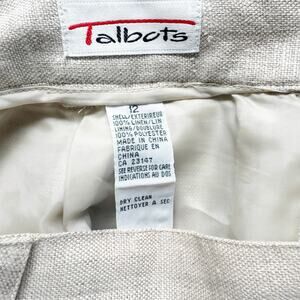 Talbots
12
SHELL/EXTERIEUR
100% LINEN/LIN
LINING/DOUBLURE
100% POLYESTER
MADE IN CHINA
FABRIQUE EN
CHINA
CA 23147
SEE REVERSE FOR CARE
INDICATIONS AU DOS
DRY CLEAN
NETTOYER A SEC